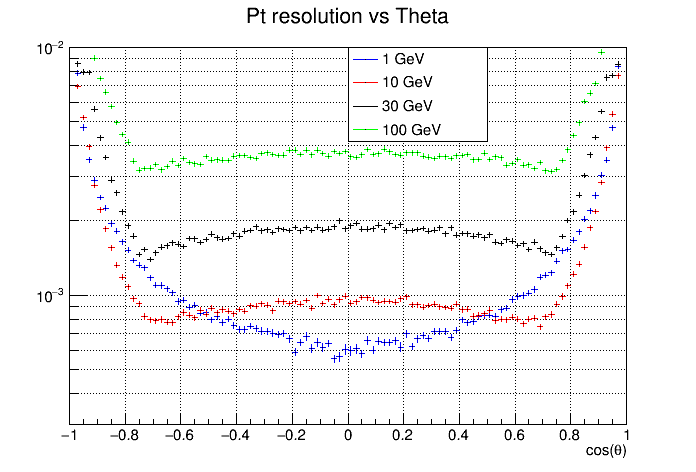 Pt resolution vs Theta
10−2
1 GeV
10 GeV
30 GeV
100 GeV
10−3
−1 −0.8 −0.6 −0.4 −0.2 0 0.2 0.4 0.6 0.8 1
cos(θ)